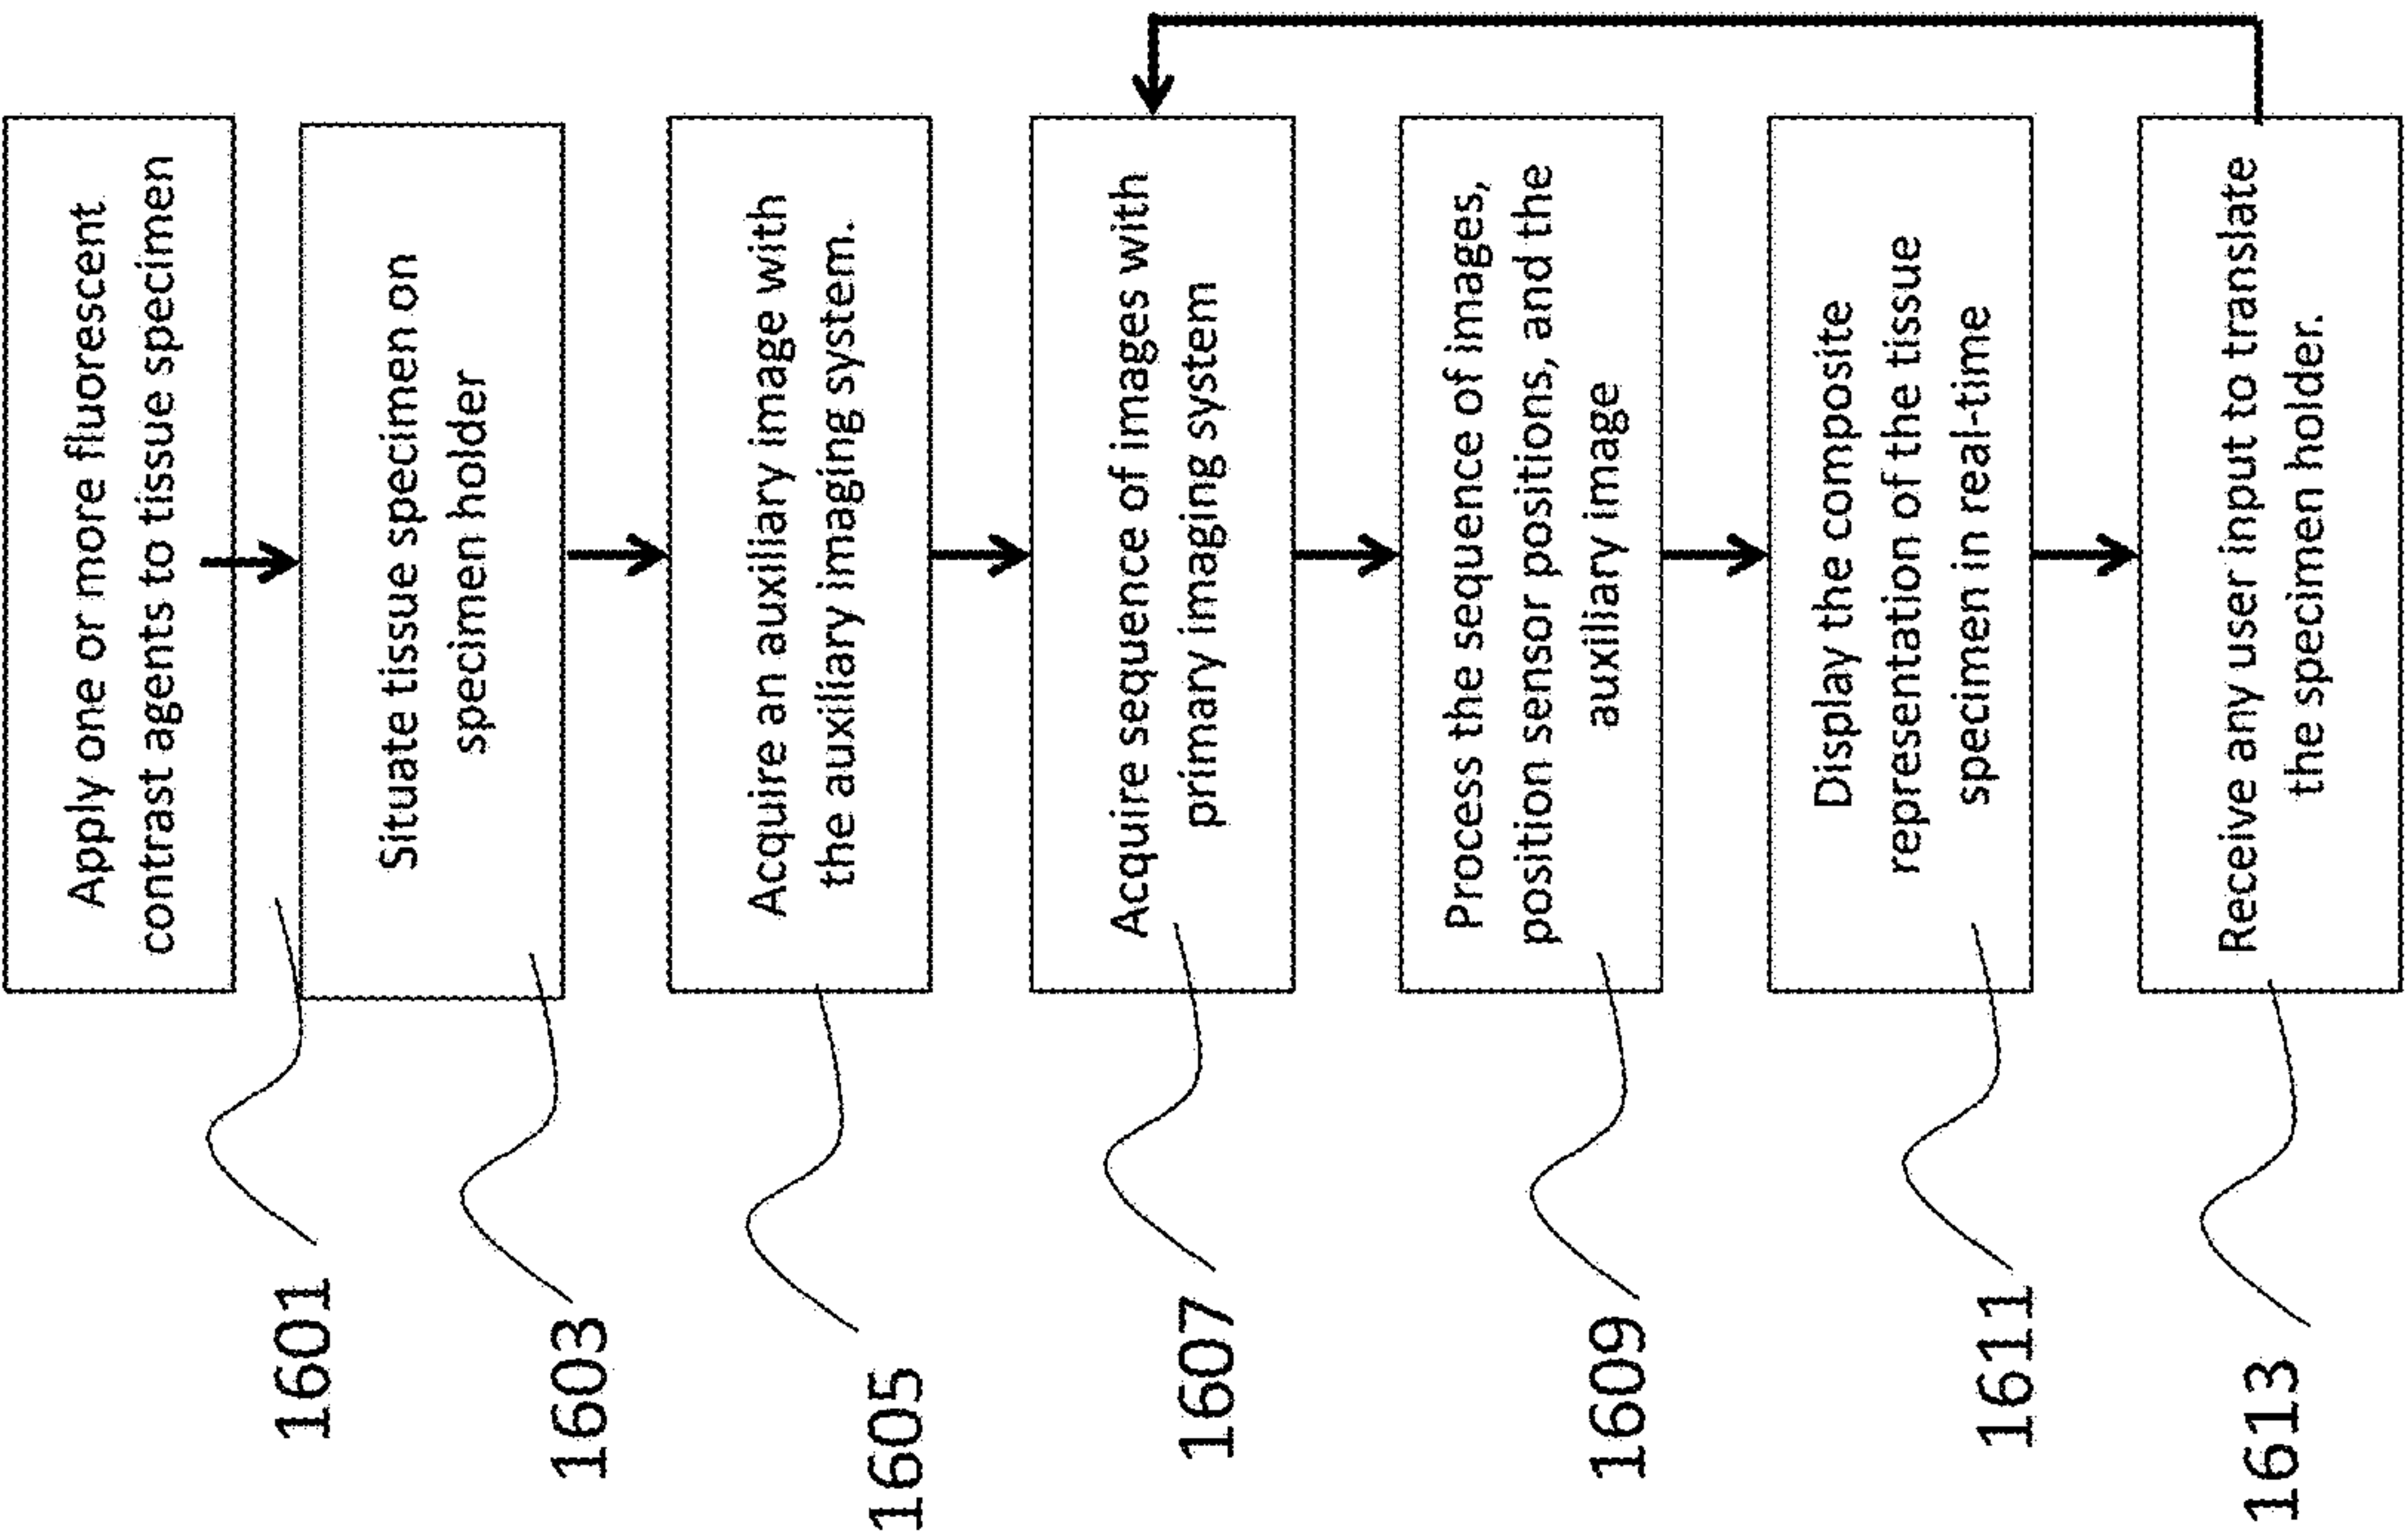 Apply one or more fluorescent
contrast agents to tissue specimen
1601
Situate tissue specimen on
specimen holder
1603
Acquire an auxiliary image with
the auxiliary imaging system.
1605
Acquire sequence of images with
primary imaging system
1607
Process the sequence of images,
position sensor positions, and the
auxiliary image
1609
Display the composite
representation of the tissue
specimen in real-time
1611
Receive any user input to translate
the specimen holder.
1613